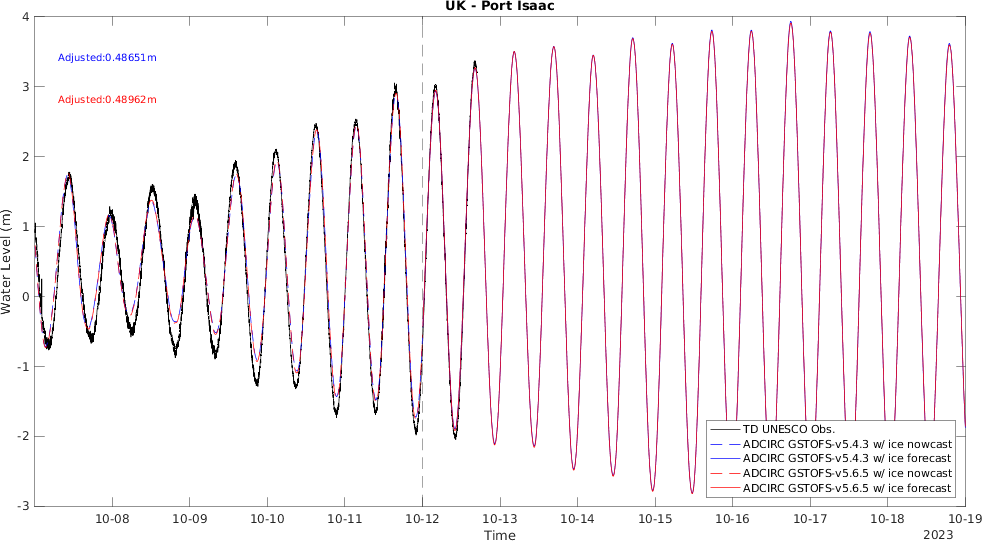 UK - Port Isaac
Adjusted:0.48651m
Adjusted:0.48962m
4
3
2
1
0
-1
-2
-3
Water Level (m)
TD UNESCO Obs.
ADCIRC GSTOFS-v5.4.3 w/ ice nowcast
ADCIRC GSTOFS-v5.4.3 w/ ice forecast
ADCIRC GSTOFS-v5.6.5 w/ ice nowcast
ADCIRC GSTOFS-v5.6.5 w/ ice forecast
10-08 10-09 10-10 10-11 10-12 10-13 10-14 10-15 10-16 10-17 10-18 10-19
Time
2023